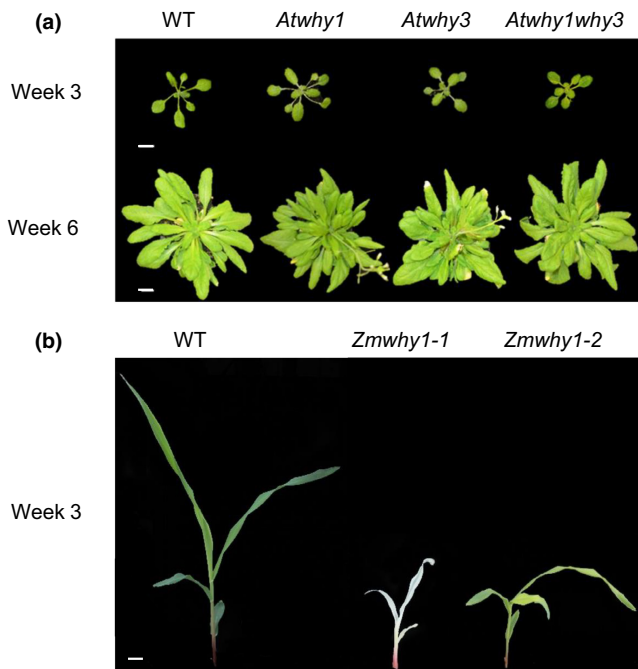 (a) WT Atwhy1 Atwhy3 Atwhy1why3
Week 3
Week 6
(b) WT Zmwhy1-1 Zmwhy1-2
Week 3